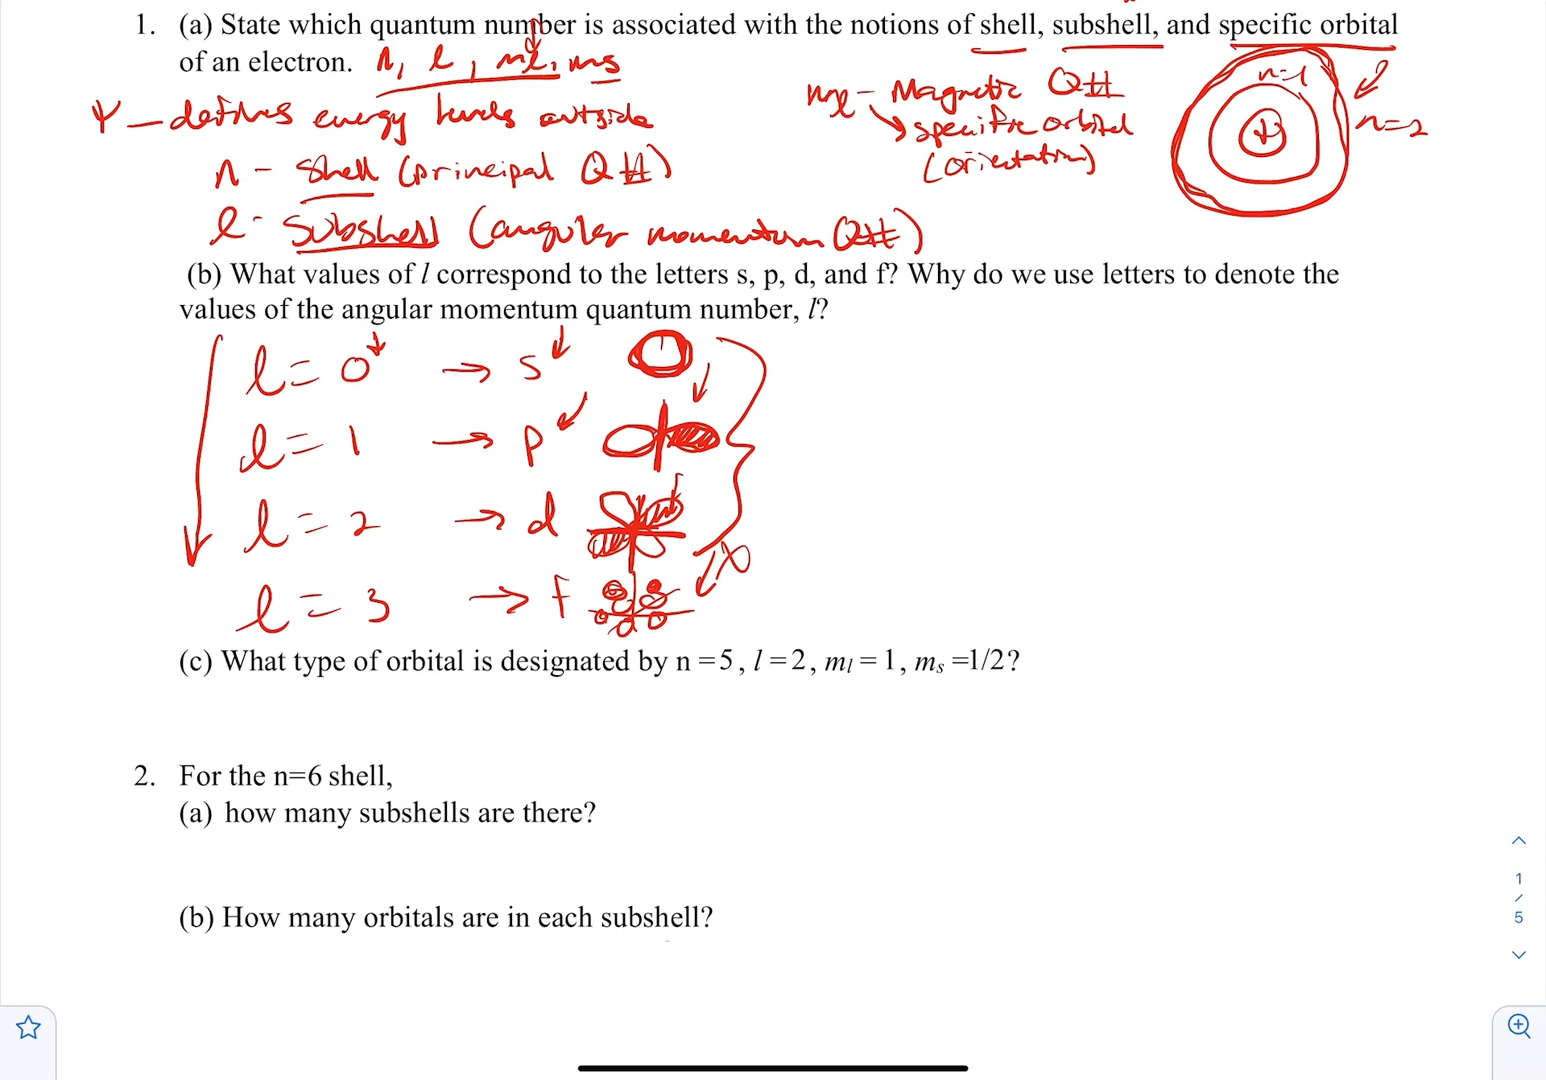 1. (a) State which quantum number is associated with the notions of shell, subshell, and specific orbital
of an electron. n, l, ml, ms
ψ – defines energy levels outside
n – shell (principal Q#)
l - subshell (angular momentum Q#)
ml – Magnetic Q#
↘ specific orbital
(orientation)
n=1
+
n=2
(b) What values of l correspond to the letters s, p, d, and f? Why do we use letters to denote the
values of the angular momentum quantum number, l?
l = 0 → s
l = 1 → p
l = 2 → d
l = 3 → f
(c) What type of orbital is designated by n =5, l =2, ml = 1, ms =1/2?
2. For the n=6 shell,
(a) how many subshells are there?
(b) How many orbitals are in each subshell?
1
/
5